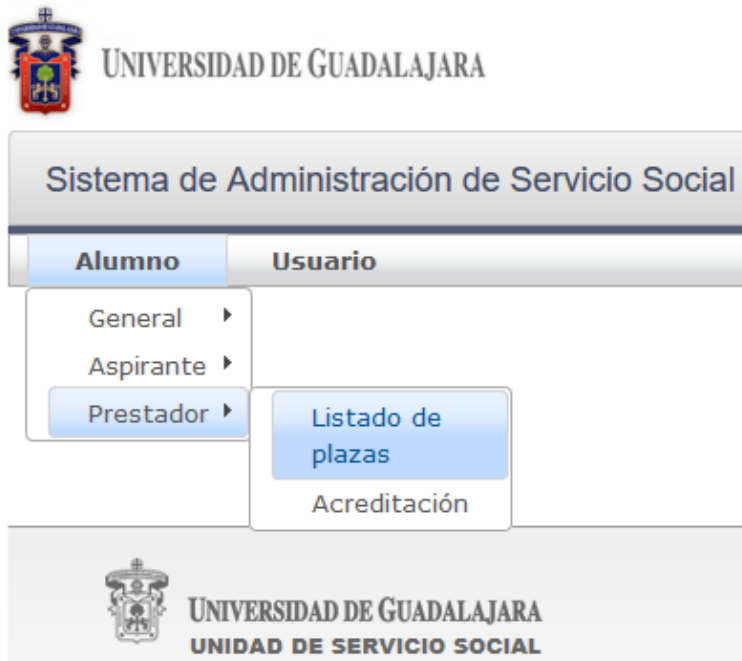 UNIVERSIDAD DE GUADALAJARA
Sistema de Administración de Servicio Social
Alumno Usuario
General
Aspirante
Prestador
Listado de
plazas
Acreditación
UNIVERSIDAD DE GUADALAJARA
UNIDAD DE SERVICIO SOCIAL